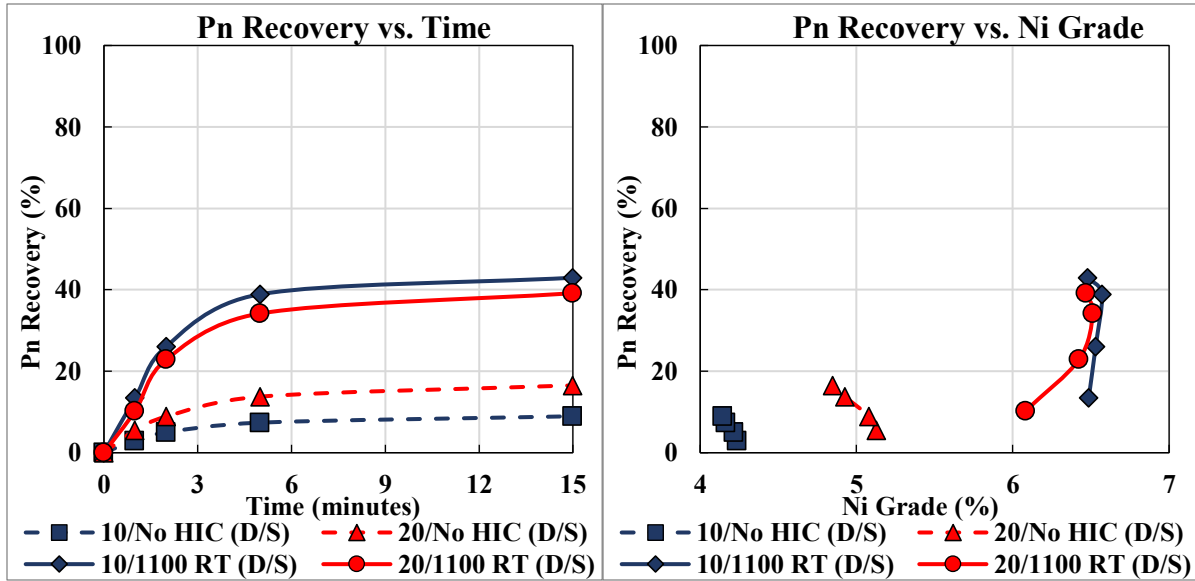 Pn Recovery vs. Time
100
80
60
40
20
0
Pn Recovery (%)
0 3 6 9 12 15
Time (minutes)
10/No HIC (D/S) 20/No HIC (D/S)
10/1100 RT (D/S) 20/1100 RT (D/S)
Pn Recovery vs. Ni Grade
100
80
60
40
20
0
Pn Recovery (%)
4 5 6 7
Ni Grade (%)
10/No HIC (D/S) 20/No HIC (D/S)
10/1100 RT (D/S) 20/1100 RT (D/S)